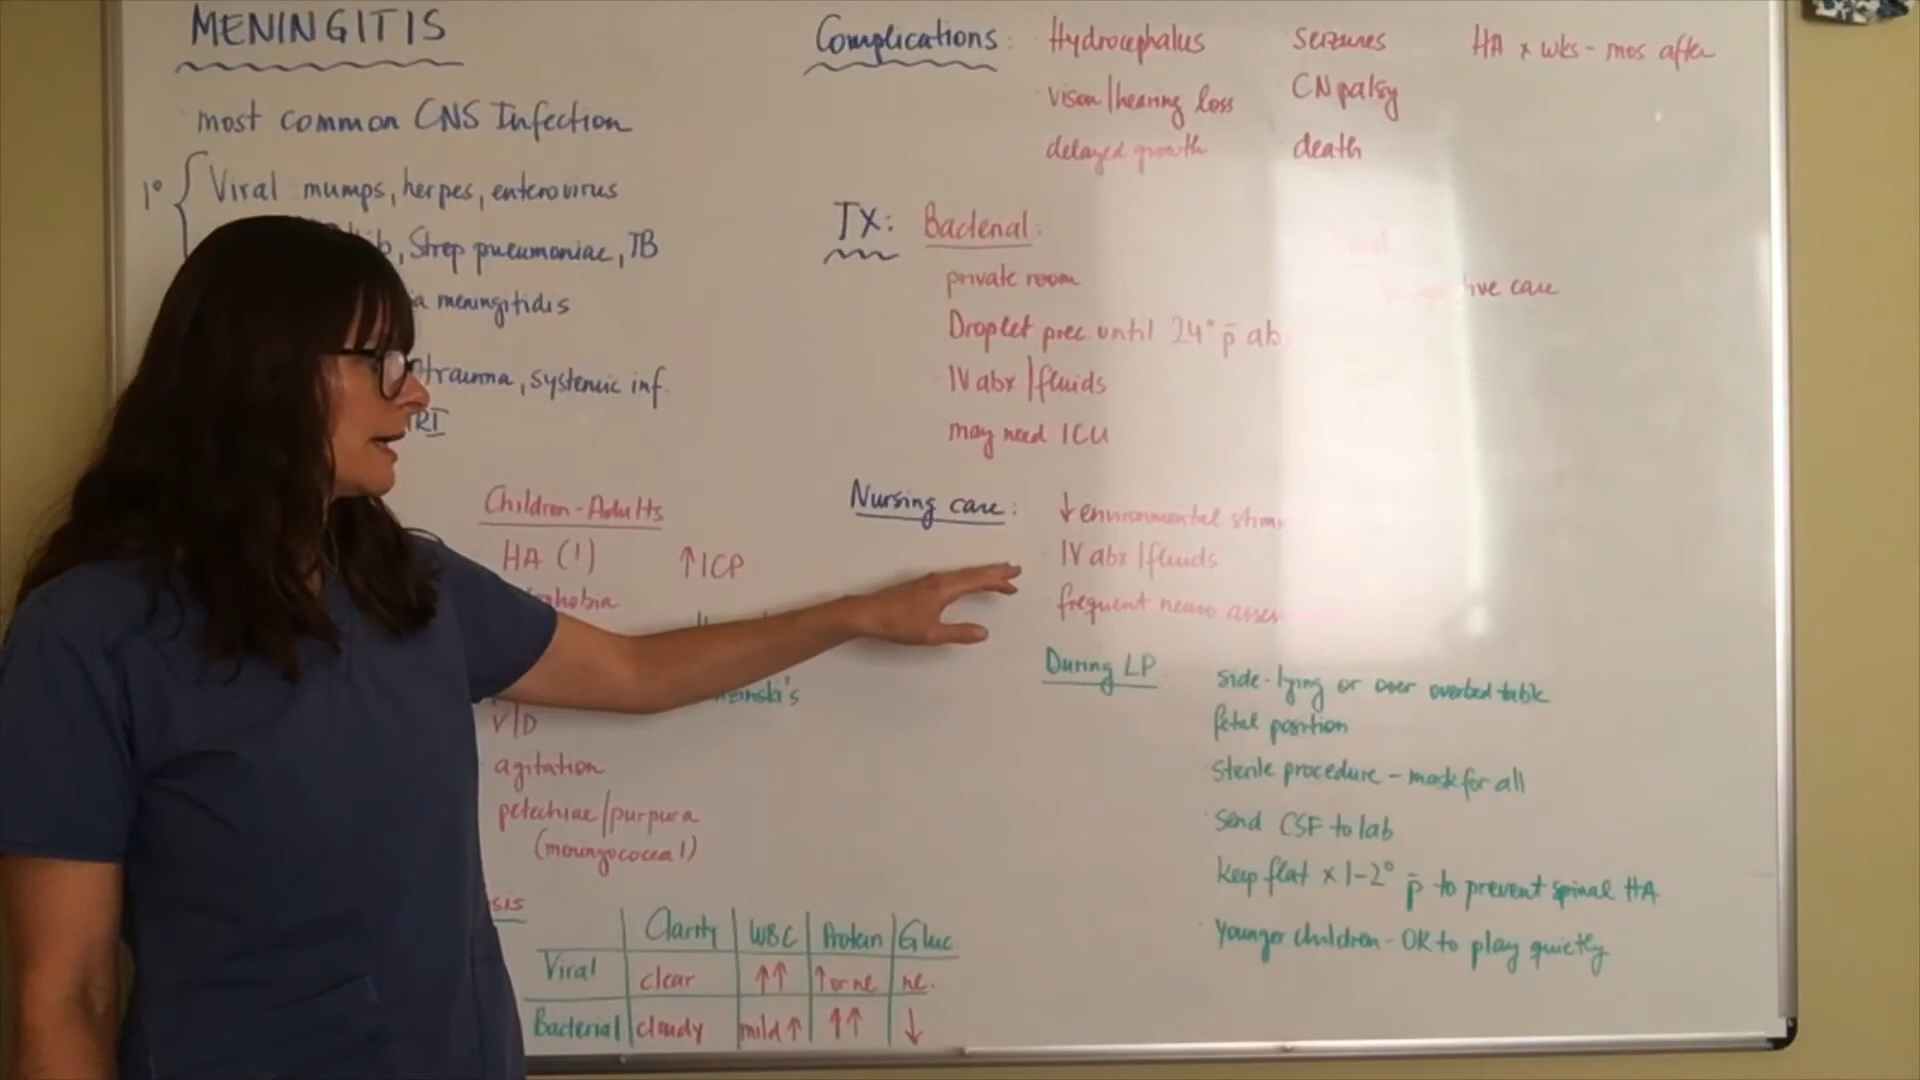 MENINGITIS
most common CNS Infection
1° { Viral mumps, herpes, enterovirus
, Strep pneumoniae, TB
meningitidis
trauma, systemic inf.
Children-Adults
HA (!) ↑ICP
V/D
agitation
petechiae/purpura
(meningococcal)
Clarity WBC Protein Gluc.
Viral clear ↑↑ ↑ or nl nl.
Bacterial cloudy mild ↑ ↑↑ ↓
Complications: Hydrocephalus seizures HA x wks - mos after
vison/hearing loss CN palsy
delayed growth death
TX: Bacterial:
private room
care
Droplet prec. until 24° p̄ ab
IV abx/fluids
may need ICU
Nursing care: ↓ environmental stim
IV abx/fluids
frequent neuro asses
During LP side-lying or over overbed table
fetal position
Sterile procedure - mask for all
Send CSF to lab
Keep flat x 1-2° p̄ to prevent spinal HA
Younger children - OK to play quietly